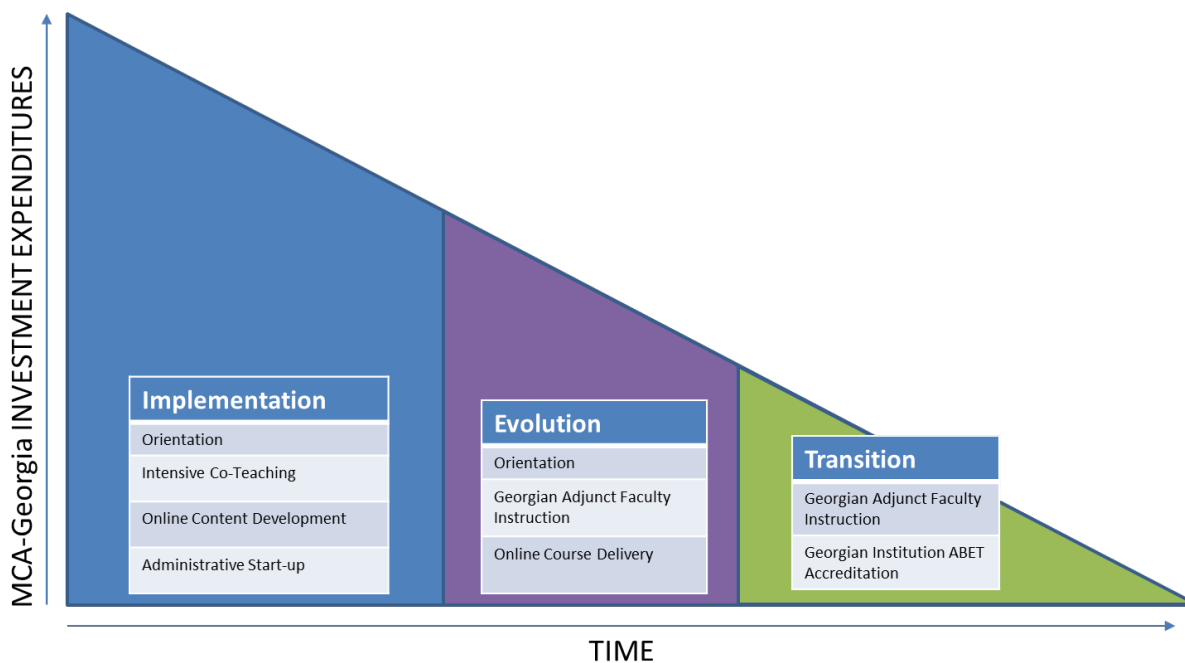 MCA-Georgia INVESTMENT EXPENDITURES
Implementation
Orientation
Intensive Co-Teaching
Online Content Development
Administrative Start-up
Evolution
Orientation
Georgian Adjunct Faculty
Instruction
Online Course Delivery
Transition
Georgian Adjunct Faculty
Instruction
Georgian Institution ABET
Accreditation
TIME